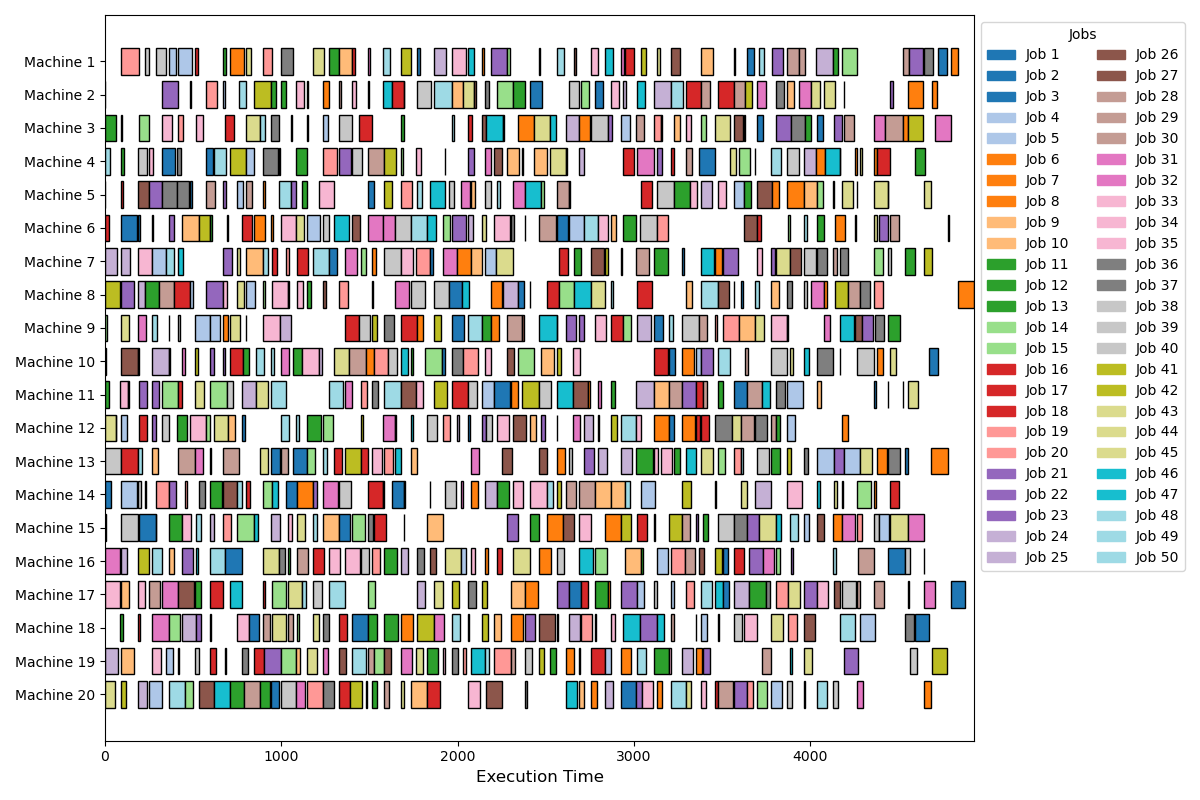 Machine 1
Machine 2
Machine 3
Machine 4
Machine 5
Machine 6
Machine 7
Machine 8
Machine 9
Machine 10
Machine 11
Machine 12
Machine 13
Machine 14
Machine 15
Machine 16
Machine 17
Machine 18
Machine 19
Machine 20
0 1000 2000 3000 4000
Execution Time
Jobs
Job 1
Job 2
Job 3
Job 4
Job 5
Job 6
Job 7
Job 8
Job 9
Job 10
Job 11
Job 12
Job 13
Job 14
Job 15
Job 16
Job 17
Job 18
Job 19
Job 20
Job 21
Job 22
Job 23
Job 24
Job 25
Job 26
Job 27
Job 28
Job 29
Job 30
Job 31
Job 32
Job 33
Job 34
Job 35
Job 36
Job 37
Job 38
Job 39
Job 40
Job 41
Job 42
Job 43
Job 44
Job 45
Job 46
Job 47
Job 48
Job 49
Job 50